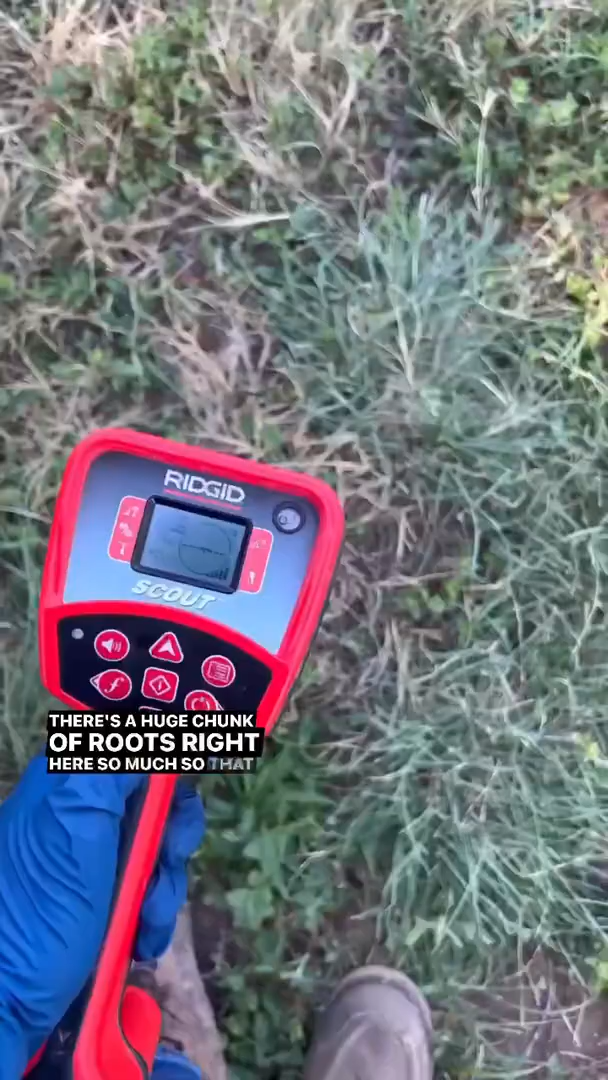 RIDGID
SCOUT
THERE'S A HUGE CHUNK
OF ROOTS RIGHT
HERE SO MUCH SO THAT